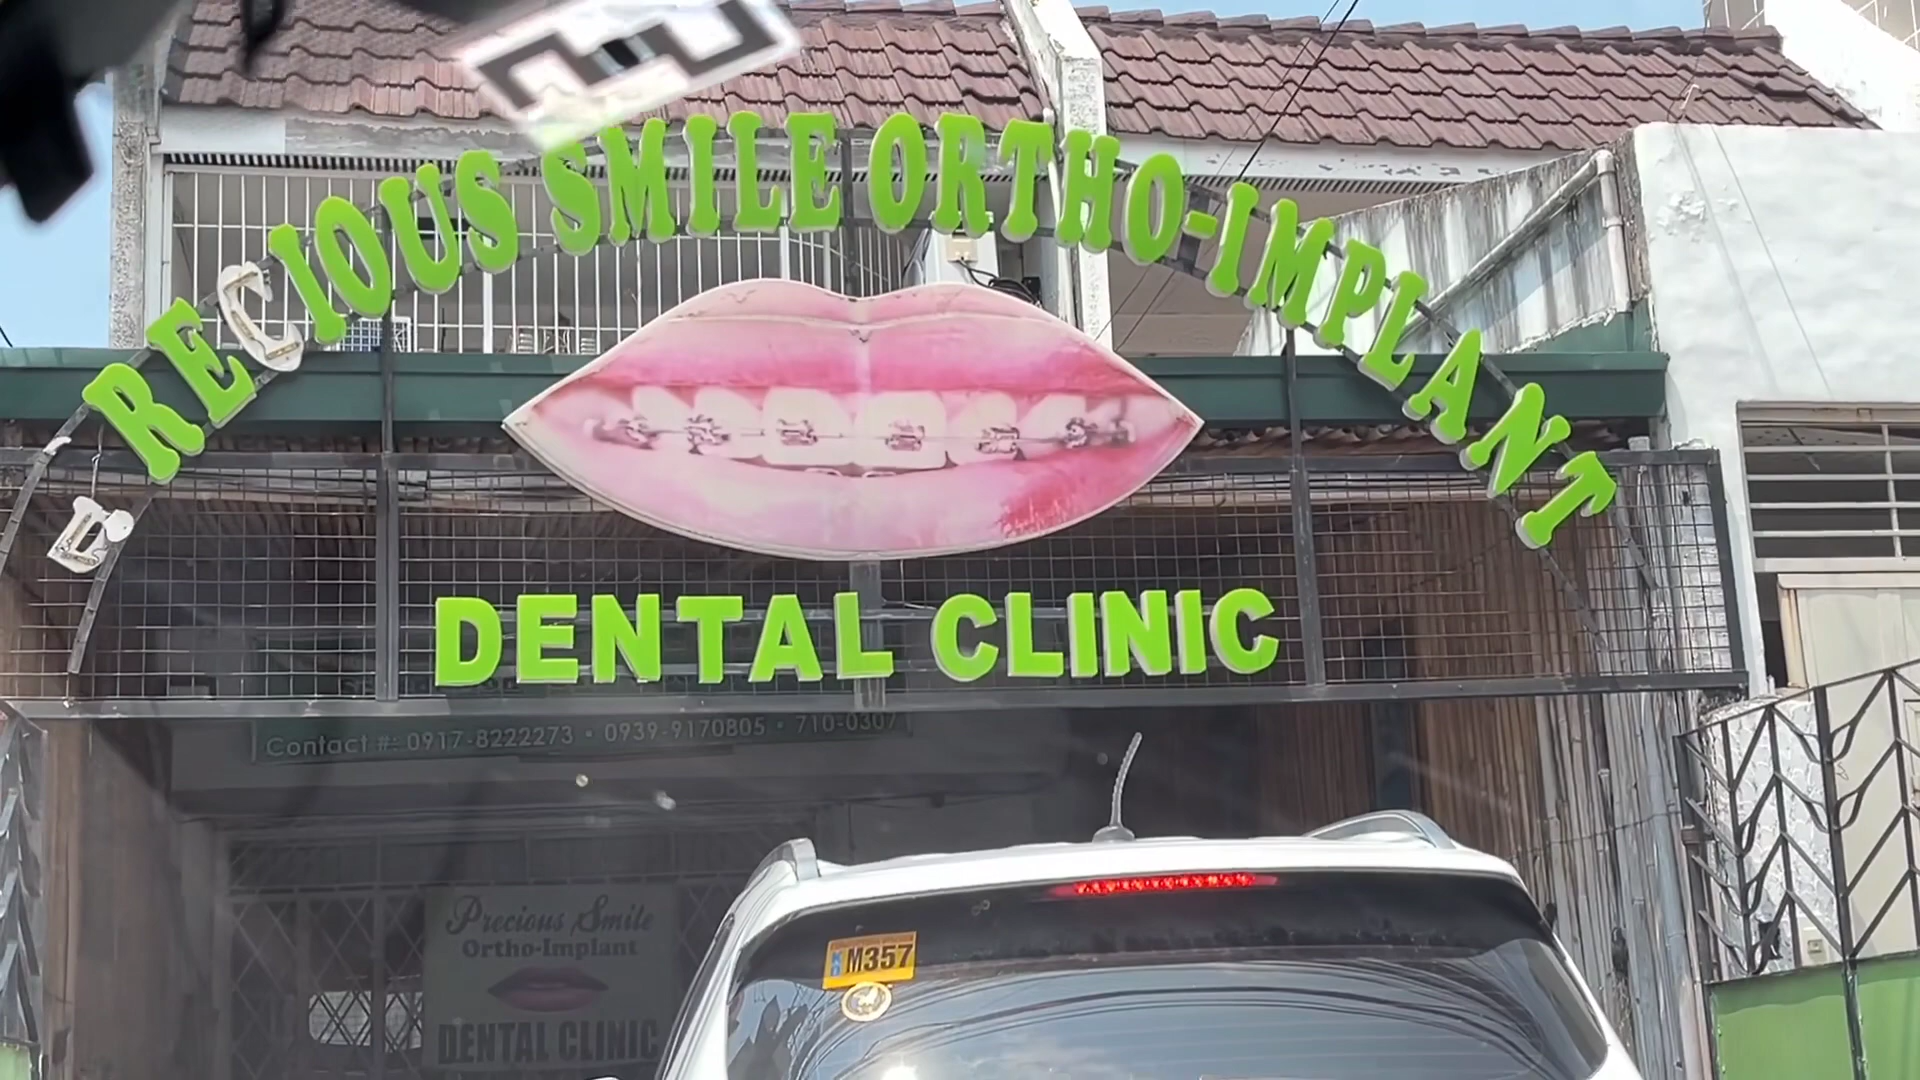 RECIOUS SMILE ORTHO-IMPLANT
DENTAL CLINIC
Contact #: 0917-8222273 • 0939-9170805 • 710-0307
Precious Smile
Ortho-Implant
DENTAL CLINIC
M357